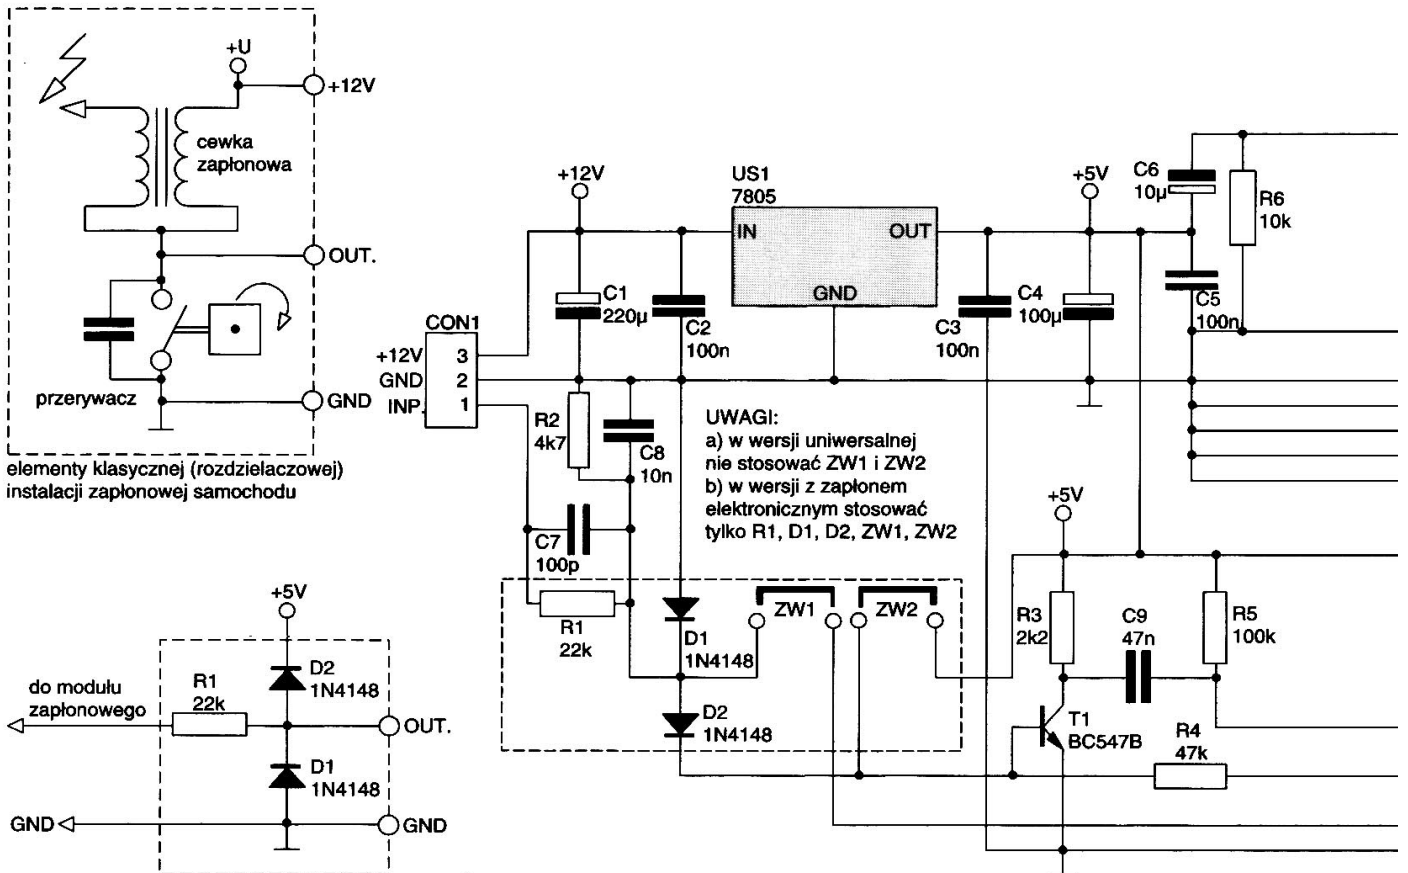 +U
+12V
cewka
zapłonowa
OUT.
przerywacz
GND
elementy klasycznej (rozdzielaczowej)
instalacji zapłonowej samochodu
+5V
D2
1N4148
R1
22k
do modułu
zapłonowego
OUT.
D1
1N4148
GND
GND
+12V
US1
7805
IN
OUT
GND
+5V
C6
10µ
R6
10k
C1
220µ
C2
100n
C3
100n
C4
100µ
C5
100n
CON1
+12V
3
GND
2
INP.
1
R2
4k7
C8
10n
C7
100p
UWAGI:
a) w wersji uniwersalnej
nie stosować ZW1 i ZW2
b) w wersji z zapłonem
elektronicznym stosować
tylko R1, D1, D2, ZW1, ZW2
R1
22k
D1
1N4148
ZW1
ZW2
D2
1N4148
+5V
R3
2k2
C9
47n
R5
100k
T1
BC547B
R4
47k